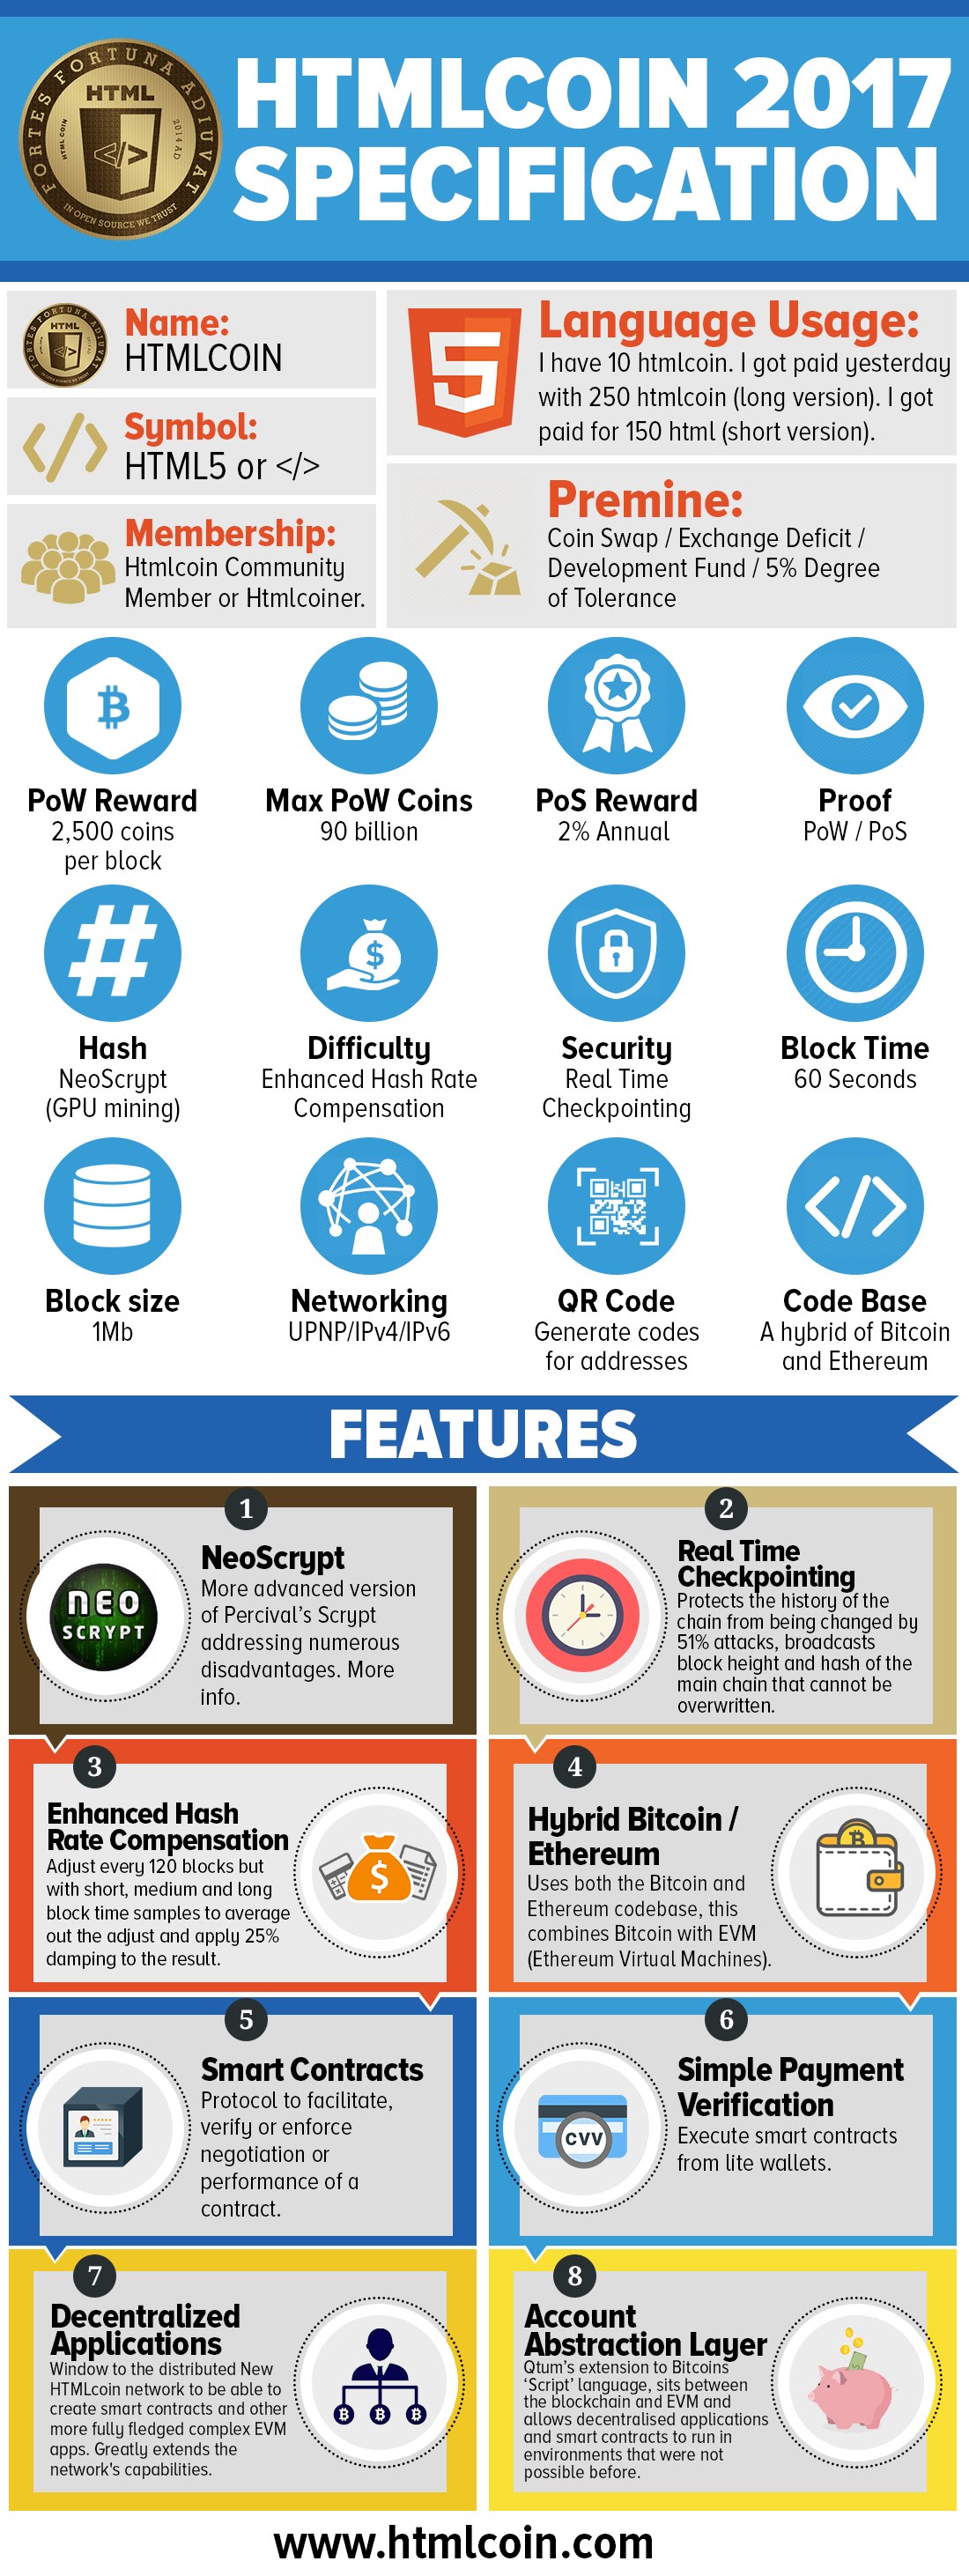 FORTES FORTUNA ADIUVAT
HTML
HTML COIN
2014 AD
IN OPEN SOURCE WE TRUST
HTMLCOIN 2017
SPECIFICATION
FORTES FORTUNA ADIUVAT
HTML
Name:
HTMLCOIN
Symbol:
HTML5 or </>
Membership:
Htmlcoin Community
Member or Htmlcoiner.
5
Language Usage:
I have 10 htmlcoin. I got paid yesterday
with 250 htmlcoin (long version). I got
paid for 150 html (short version).
Premine:
Coin Swap / Exchange Deficit /
Development Fund / 5% Degree
of Tolerance
PoW Reward
2,500 coins
per block
Max PoW Coins
90 billion
PoS Reward
2% Annual
Proof
PoW / PoS
#
Hash
NeoScrypt
(GPU mining)
$
Difficulty
Enhanced Hash Rate
Compensation
Security
Real Time
Checkpointing
Block Time
60 Seconds
Block size
1Mb
Networking
UPNP/IPv4/IPv6
QR Code
Generate codes
for addresses
</>
Code Base
A hybrid of Bitcoin
and Ethereum
FEATURES
1
NEO
SCRYPT
NeoScrypt
More advanced version
of Percival's Scrypt
addressing numerous
disadvantages. More
info.
2
Real Time
Checkpointing
Protects the history of the
chain from being changed by
51% attacks, broadcasts
block height and hash of the
main chain that cannot be
overwritten.
3
Enhanced Hash
Rate Compensation
Adjust every 120 blocks but
with short, medium and long
block time samples to average
out the adjust and apply 25%
damping to the result.
$
4
Hybrid Bitcoin /
Ethereum
Uses both the Bitcoin and
Ethereum codebase, this
combines Bitcoin with EVM
(Ethereum Virtual Machines).
5
Smart Contracts
Protocol to facilitate,
verify or enforce
negotiation or
performance of a
contract.
6
CVV
Simple Payment
Verification
Execute smart contracts
from lite wallets.
7
Decentralized
Applications
Window to the distributed New
HTMLcoin network to be able to
create smart contracts and other
more fully fledged complex EVM
apps. Greatly extends the
network's capabilities.
8
Account
Abstraction Layer
Qtum's extension to Bitcoins
'Script' language, sits between
the blockchain and EVM and
allows decentralised applications
and smart contracts to run in
environments that were not
possible before.
www.htmlcoin.com